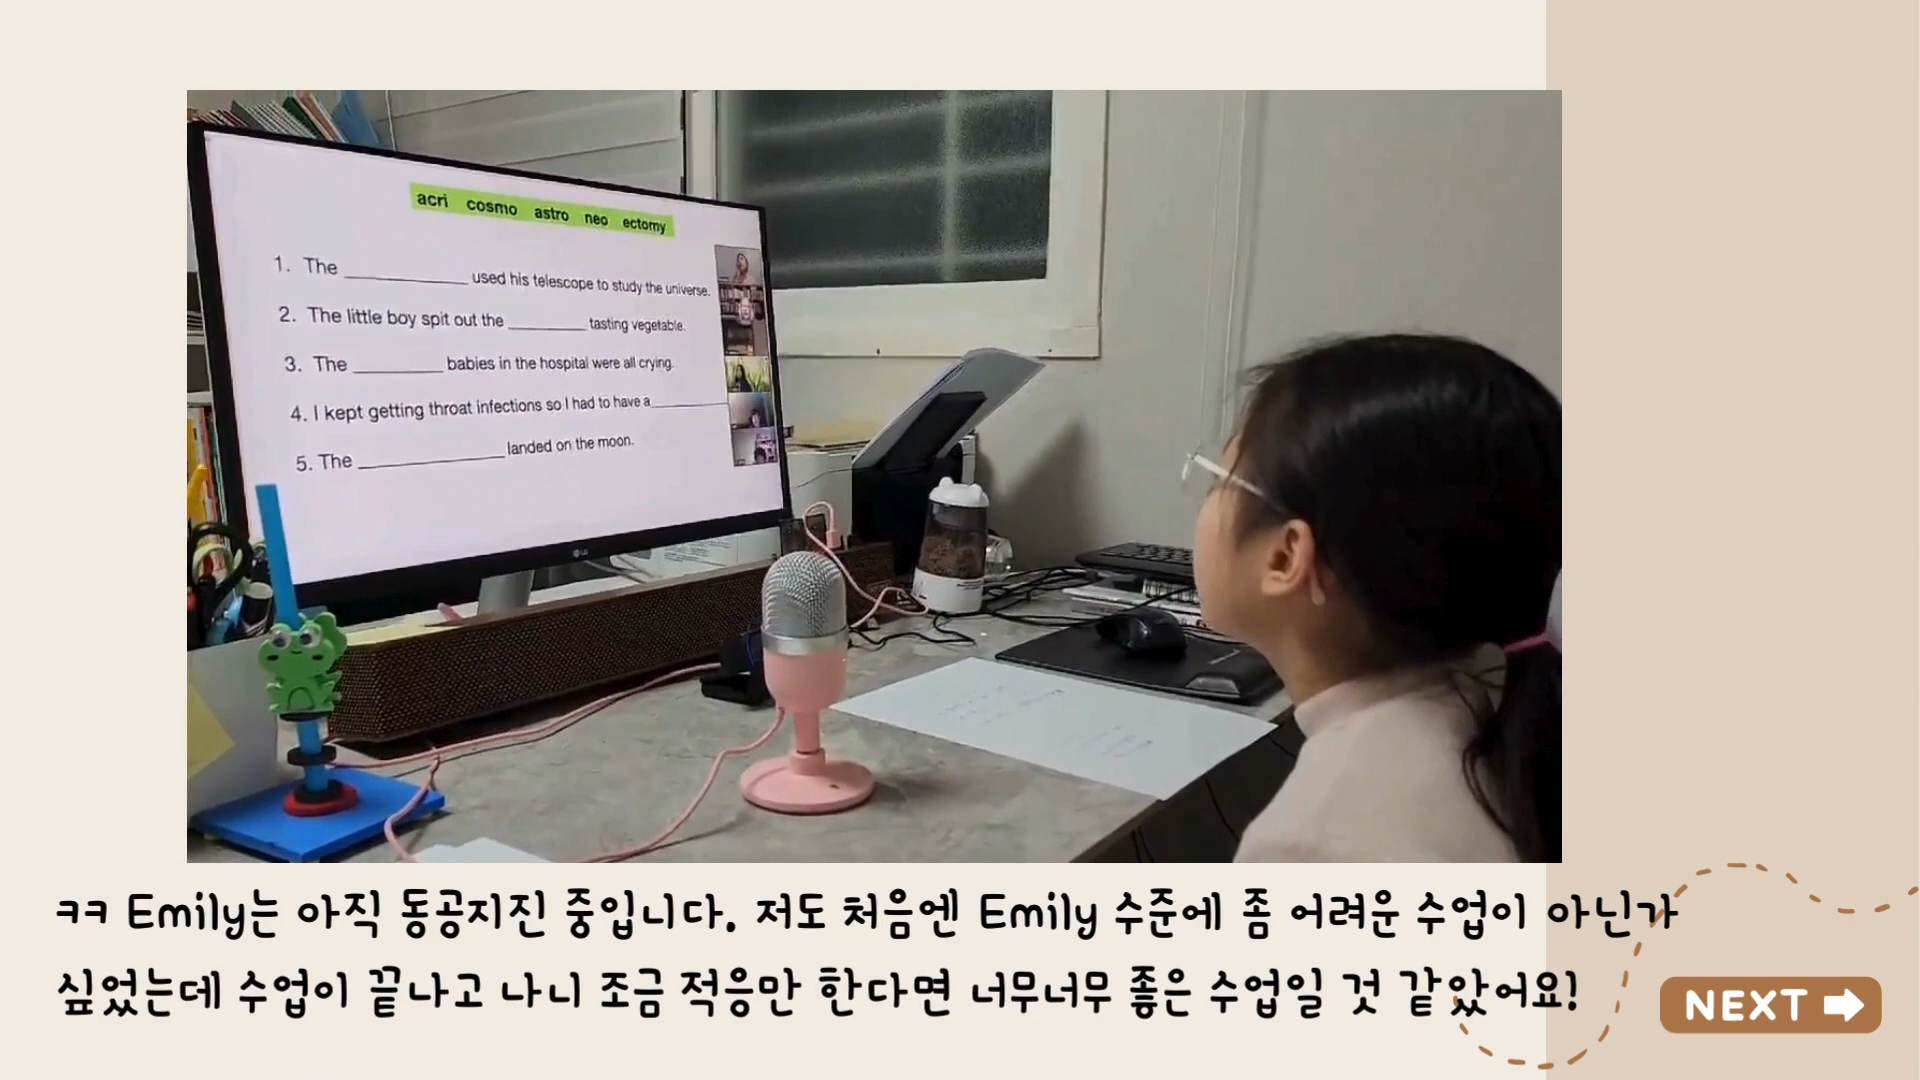 acri cosmo astro neo ectomy
1. The ____________ used his telescope to study the universe.
2. The little boy spit out the ________ tasting vegetable.
3. The _________ babies in the hospital were all crying.
4. I kept getting throat infections so I had to have a________
5. The _______________ landed on the moon.
LG
ㅋㅋ Emily는 아직 동공지진 중입니다. 저도 처음엔 Emily 수준에 좀 어려운 수업이 아닌가
싶었는데 수업이 끝나고 나니 조금 적응만 한다면 너무너무 좋은 수업일 것 같았어요!
NEXT